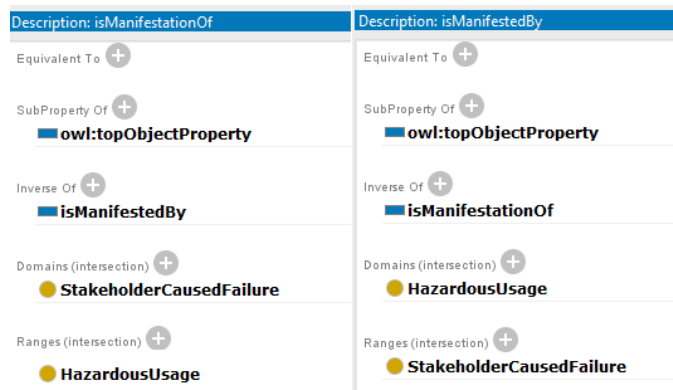 Description: isManifestationOf
Equivalent To
SubProperty Of
owl:topObjectProperty
Inverse Of
isManifestedBy
Domains (intersection)
StakeholderCausedFailure
Ranges (intersection)
HazardousUsage
Description: isManifestedBy
Equivalent To
SubProperty Of
owl:topObjectProperty
Inverse Of
isManifestationOf
Domains (intersection)
HazardousUsage
Ranges (intersection)
StakeholderCausedFailure